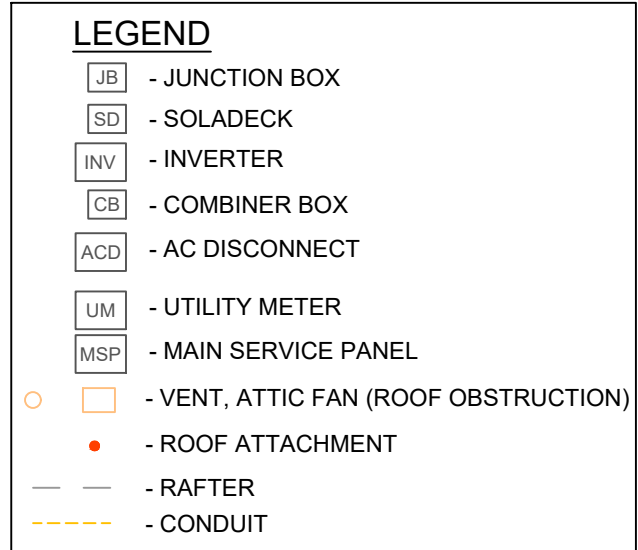 LEGEND
JB - JUNCTION BOX
SD - SOLADECK
INV - INVERTER
CB - COMBINER BOX
ACD - AC DISCONNECT
UM - UTILITY METER
MSP - MAIN SERVICE PANEL
- VENT, ATTIC FAN (ROOF OBSTRUCTION)
- ROOF ATTACHMENT
- RAFTER
- CONDUIT